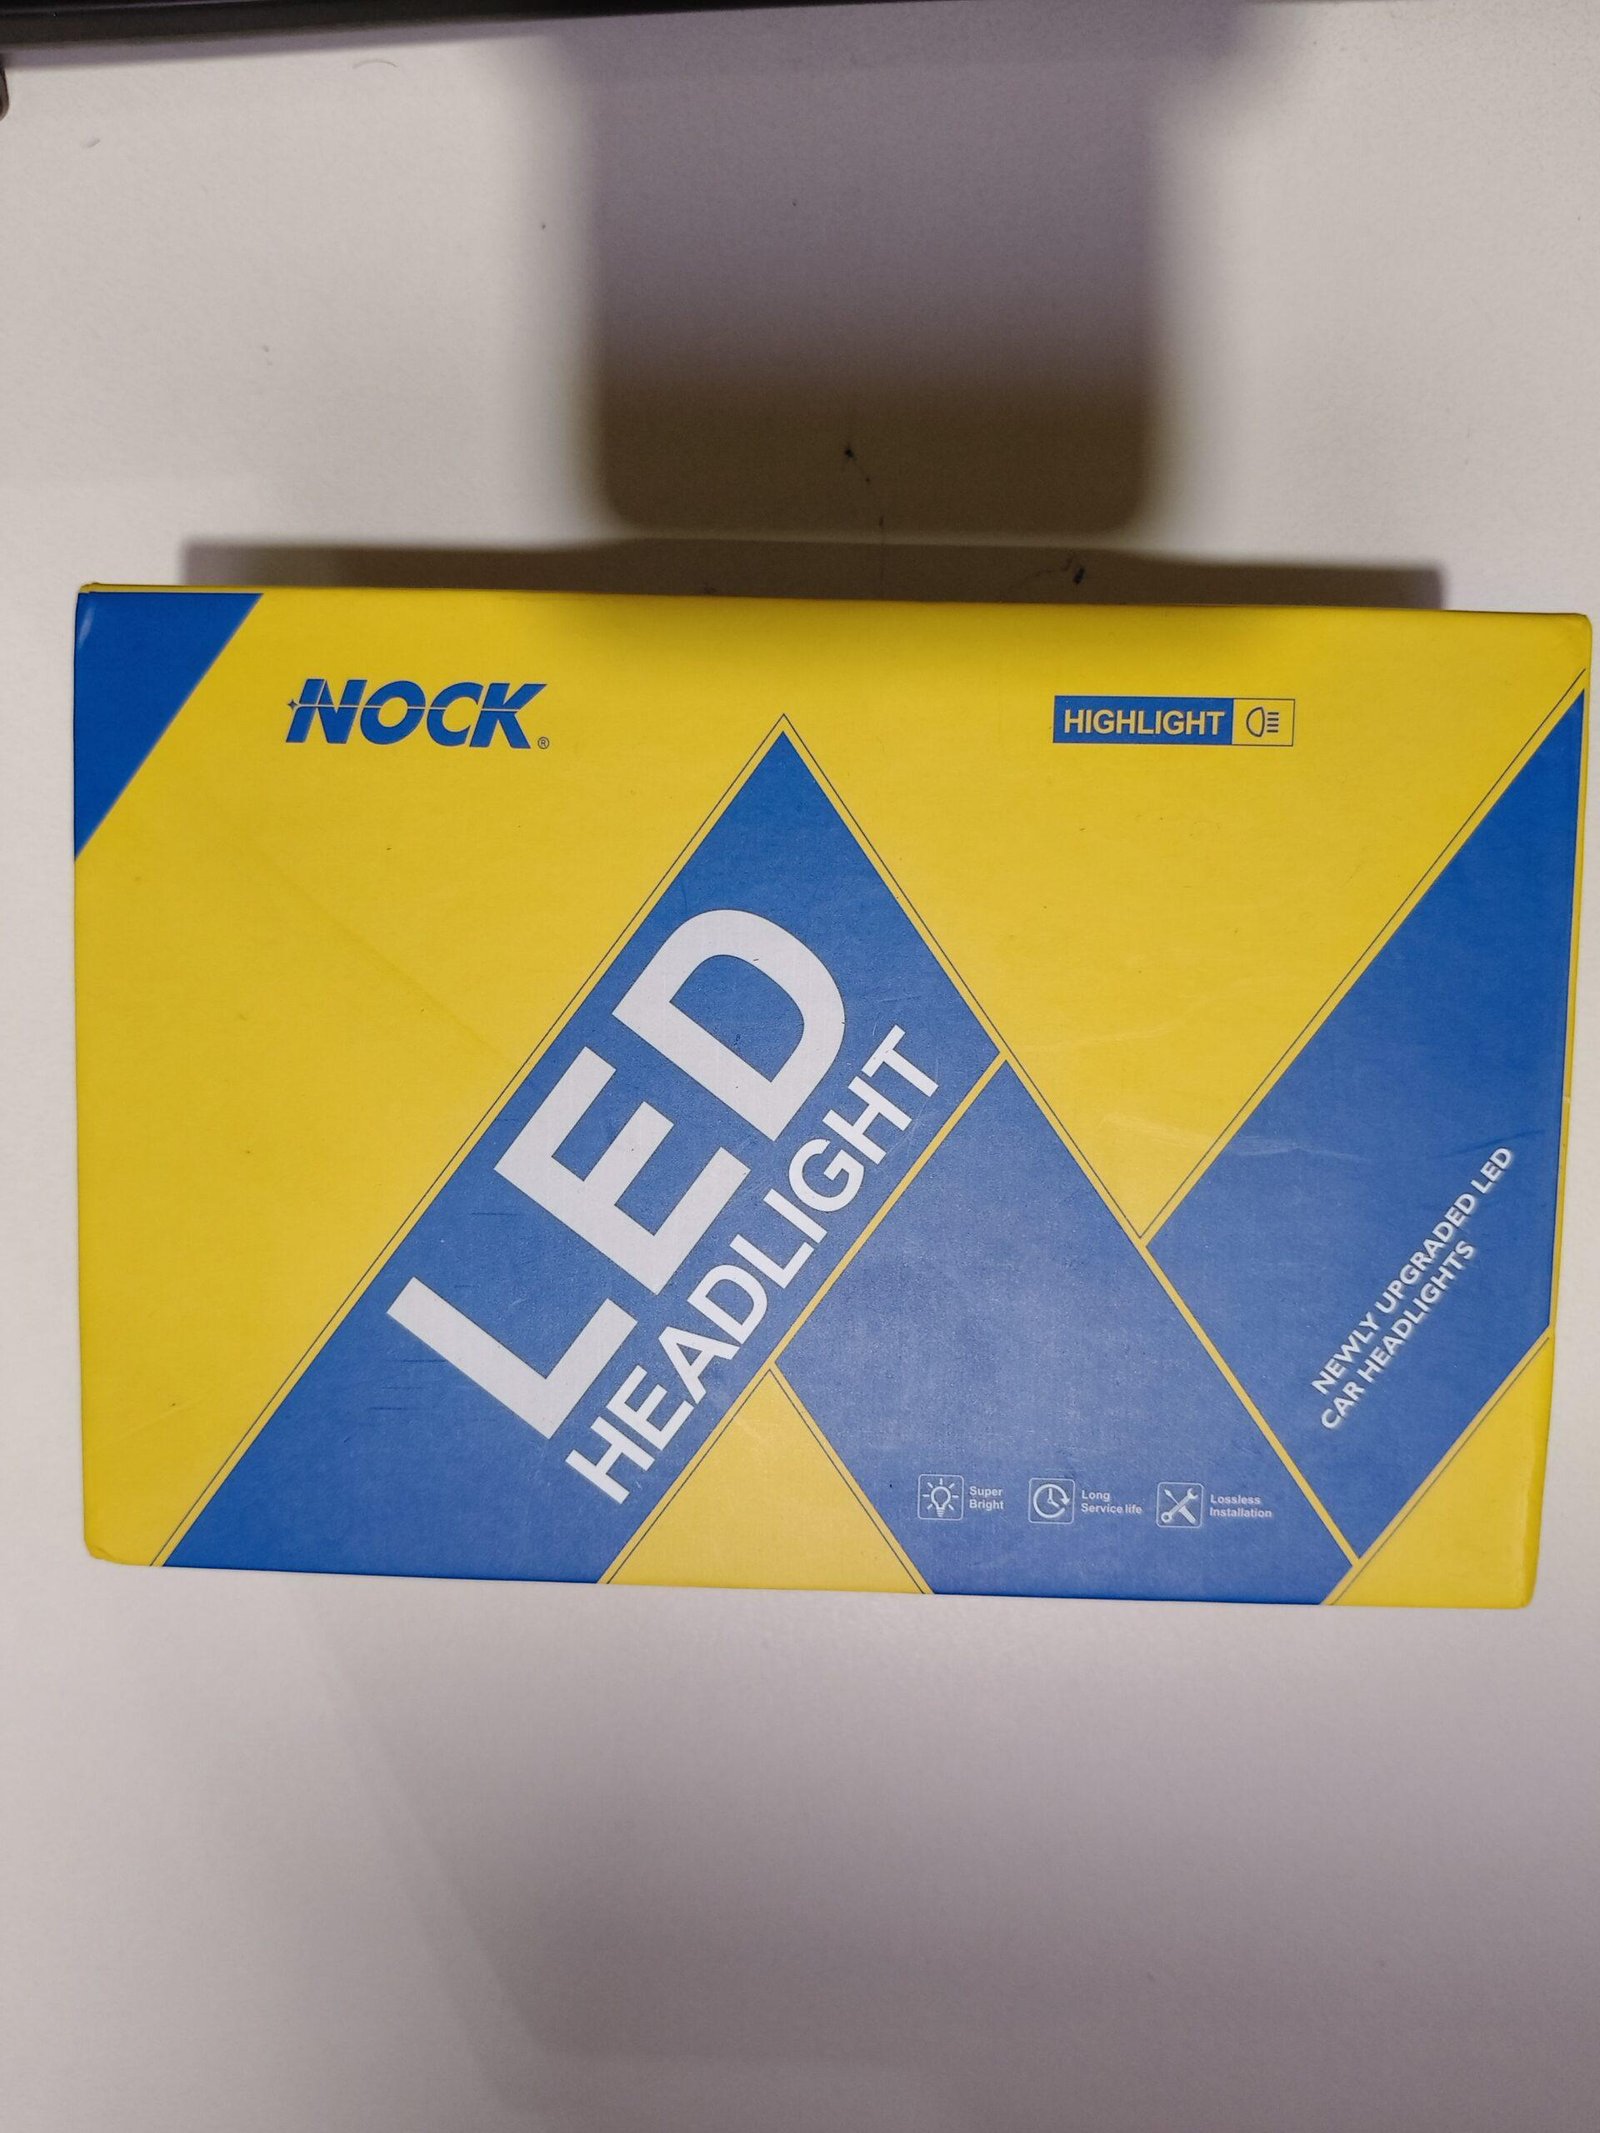 NOCK®
HIGHLIGHT
LED
HEADLIGHT
NEWLY UPGRADED LED
CAR HEADLIGHTS
Super
Bright
Long
Service life
Lossless
Installation